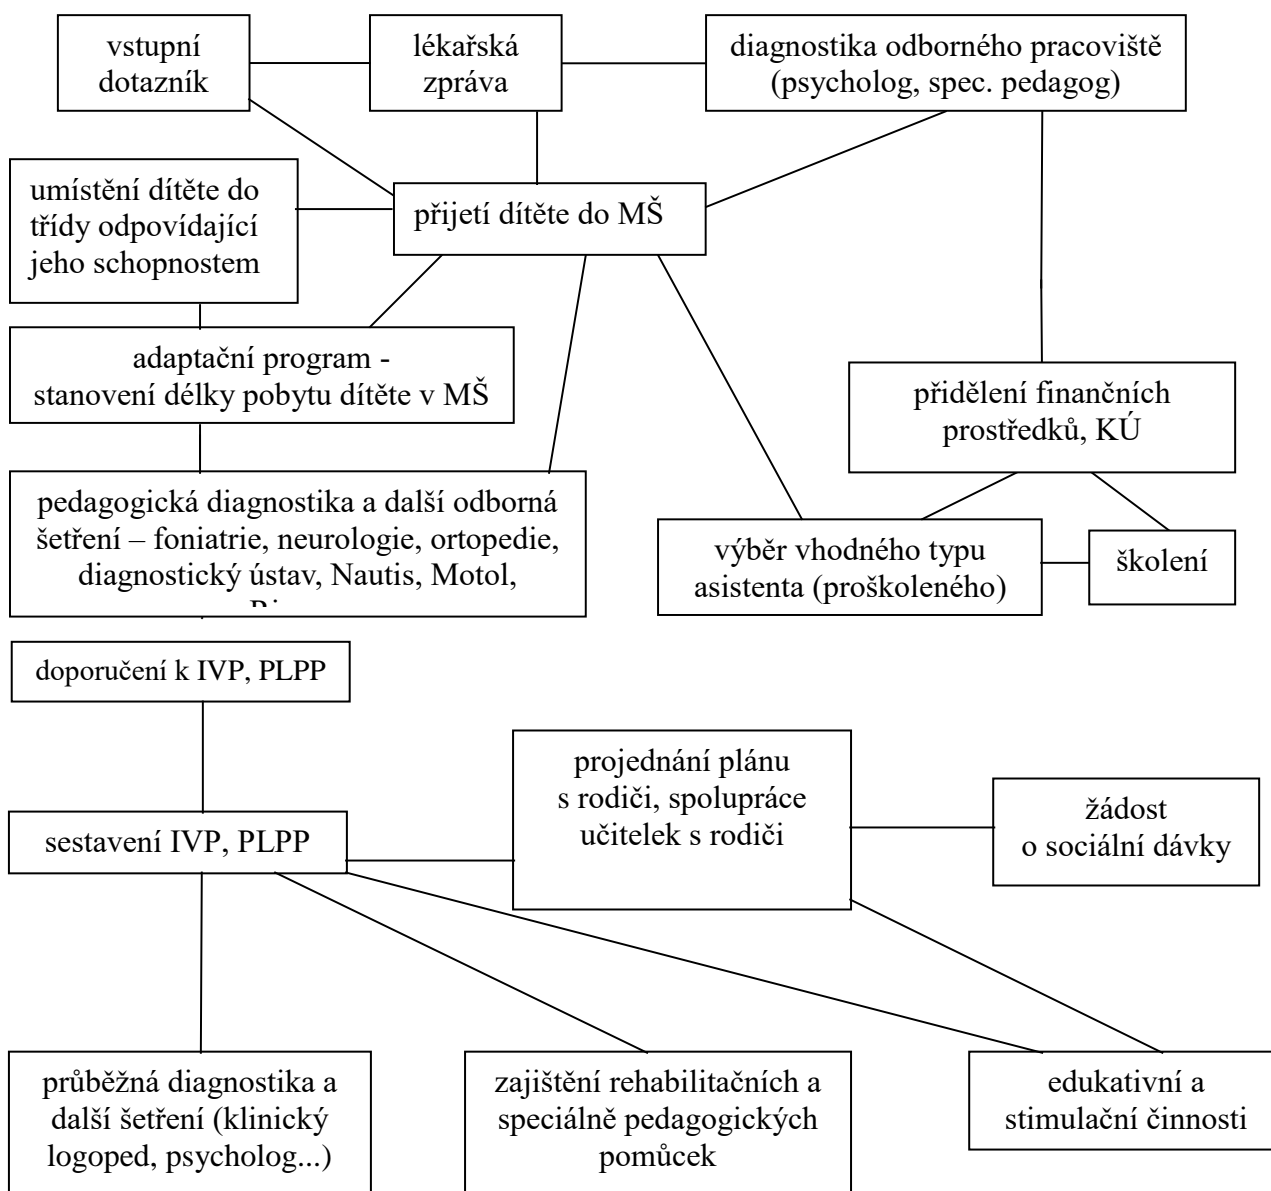 vstupní
dotazník
lékařská
zpráva
diagnostika odborného pracoviště
(psycholog, spec. pedagog)
umístění dítěte do
třídy odpovídající
jeho schopnostem
přijetí dítěte do MŠ
adaptační program -
stanovení délky pobytu dítěte v MŠ
přidělení finančních
prostředků, KÚ
pedagogická diagnostika a další odborná
šetření – foniatrie, neurologie, ortopedie,
diagnostický ústav, Nautis, Motol,
výběr vhodného typu
asistenta (proškoleného)
školení
doporučení k IVP, PLPP
projednání plánu
s rodiči, spolupráce
učitelek s rodiči
žádost
o sociální dávky
sestavení IVP, PLPP
průběžná diagnostika a
další šetření (klinický
logoped, psycholog...)
zajištění rehabilitačních a
speciálně pedagogických
pomůcek
edukativní a
stimulační činnosti